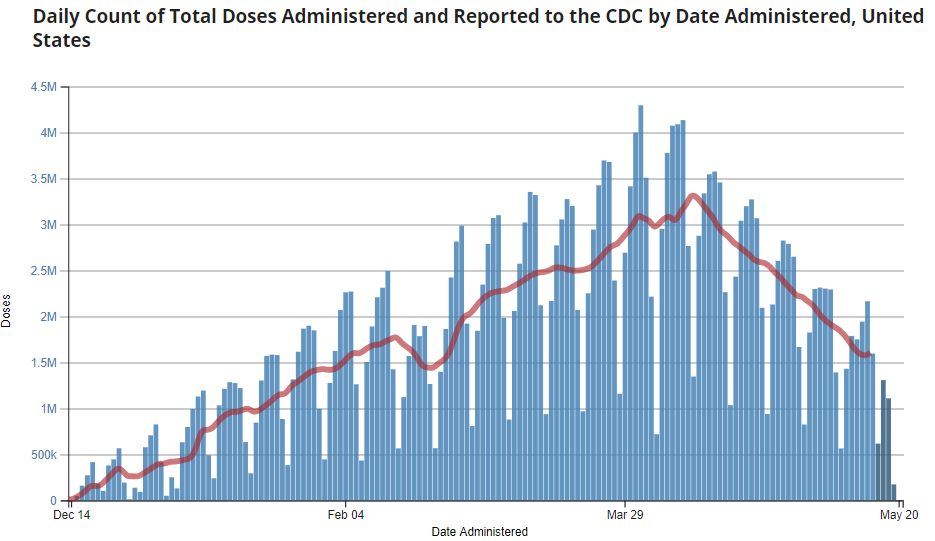 Daily Count of Total Doses Administered and Reported to the CDC by Date Administered, United
States
4.5M
4M
3.5M
3M
2.5M
2M
1.5M
1M
500k
0
Doses
Dec 14
Feb 04
Mar 29
May 20
Date Administered